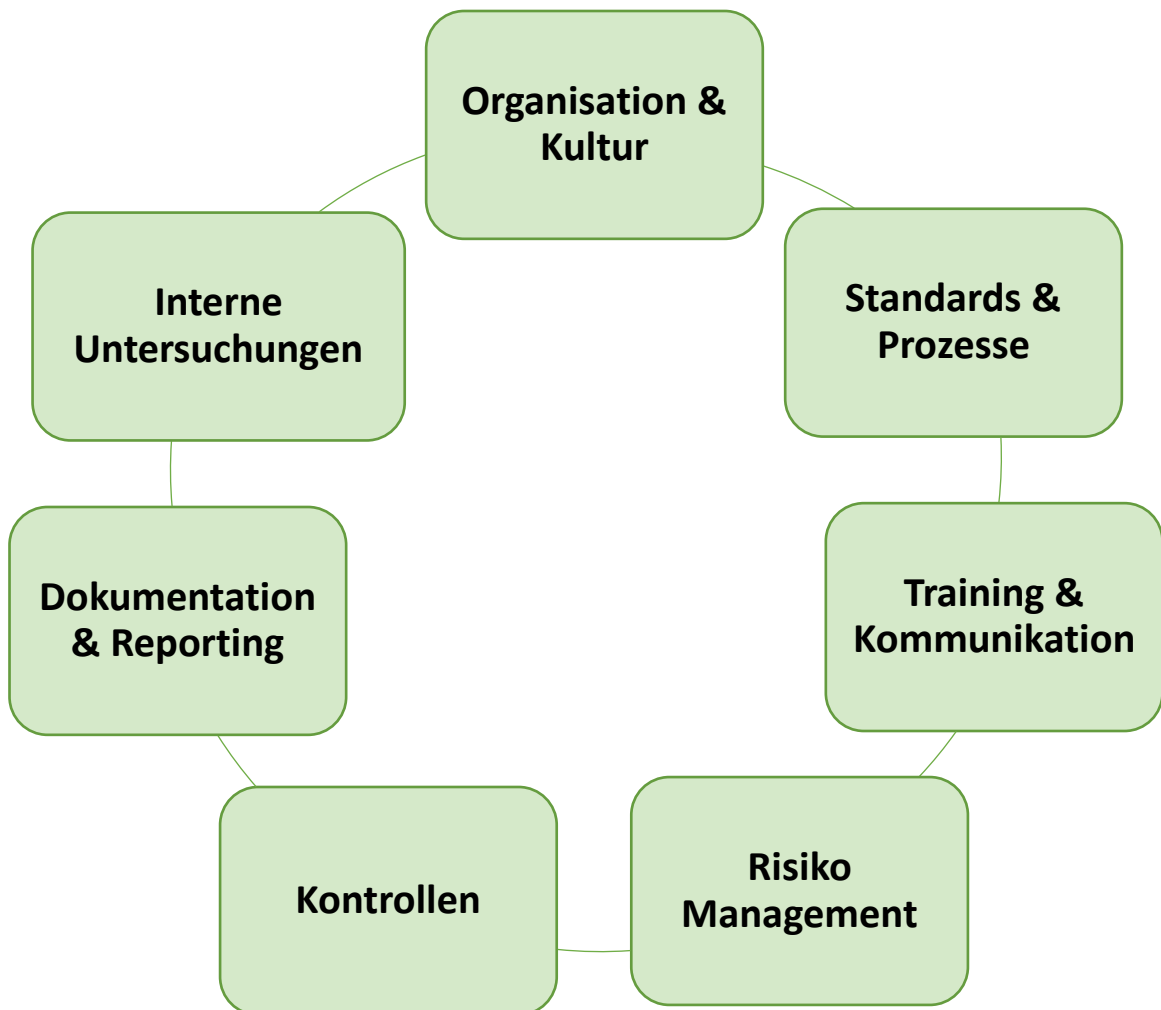 Organisation &
Kultur
Standards &
Prozesse
Training &
Kommunikation
Risiko
Management
Kontrollen
Dokumentation
& Reporting
Interne
Untersuchungen